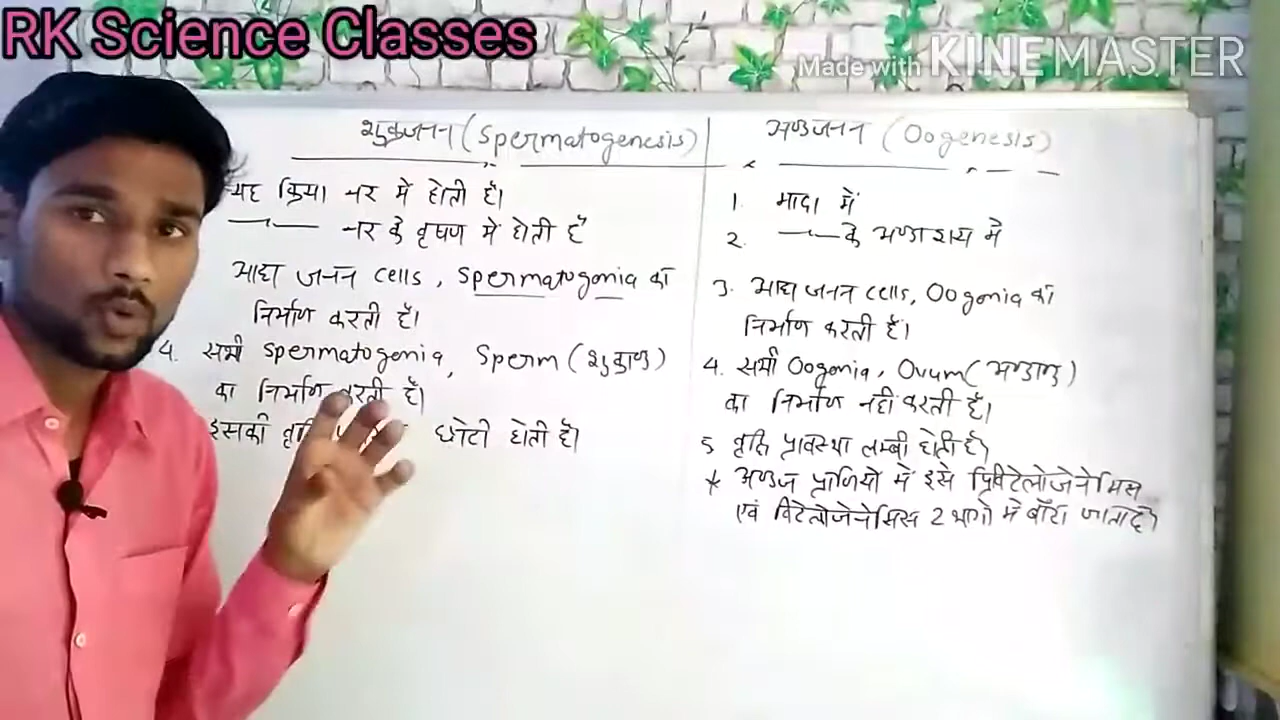 RK Science Classes
Made with KINEMASTER
शुक्रजनन (Spermatogenesis)
यह क्रिया नर में होती है।
—〃— नर के वृषण में होती है
आद्य जनन cells, Spermatogonia का
निर्माण करती है।
4. सभी Spermatogenia, Sperm (शुक्राणु)
का निर्माण करती है।
इसकी छोटी होती है।
अण्डजनन (Oogenesis)
1. मादा में
2. —〃— के अण्डाशय में
3. आद्य जनन cells, Oogonia का
निर्माण करती है।
4. सभी Oogonia, Ovum (अण्डाणु)
का निर्माण नहीं करती है।
5 वृद्धि प्रावस्था लम्बी होती है।
* अण्डज प्राणियों में इसे प्रिविटेलोजेनेसिस
एवं विटेलोजेनेसिस 2 भागो में बाँटा जाता है।